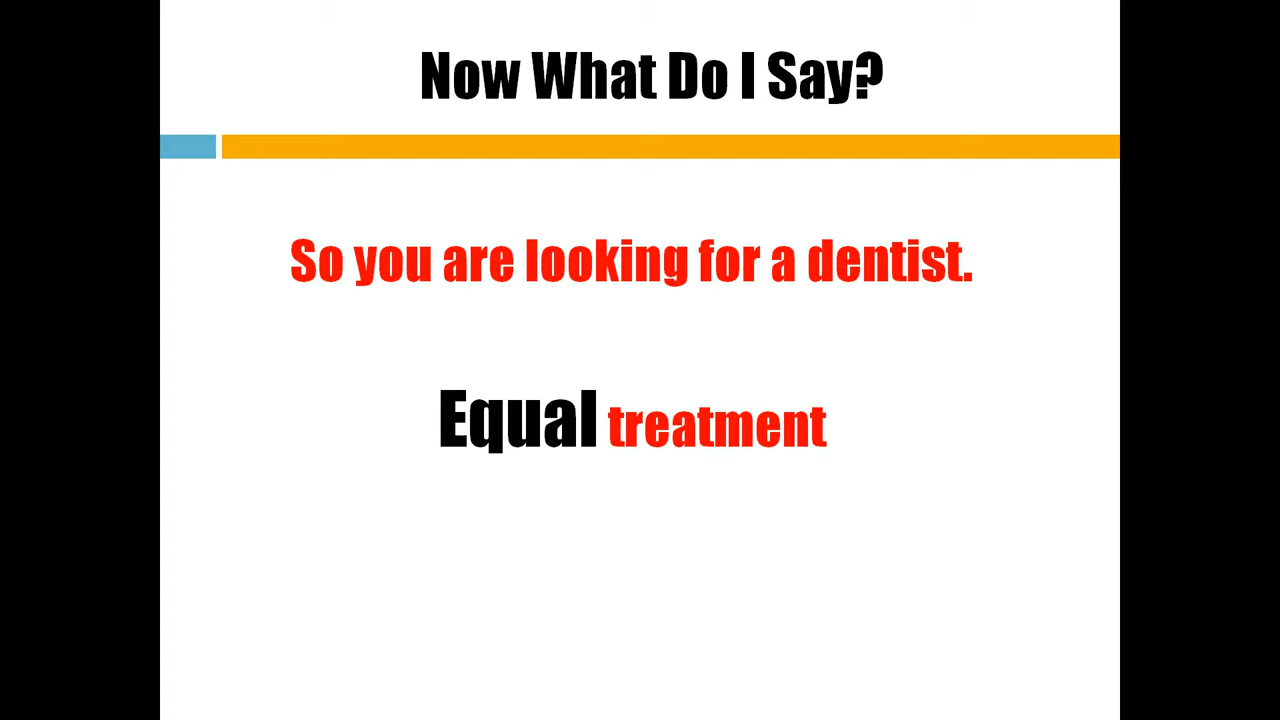 Now What Do I Say?
So you are looking for a dentist.
Equal treatment